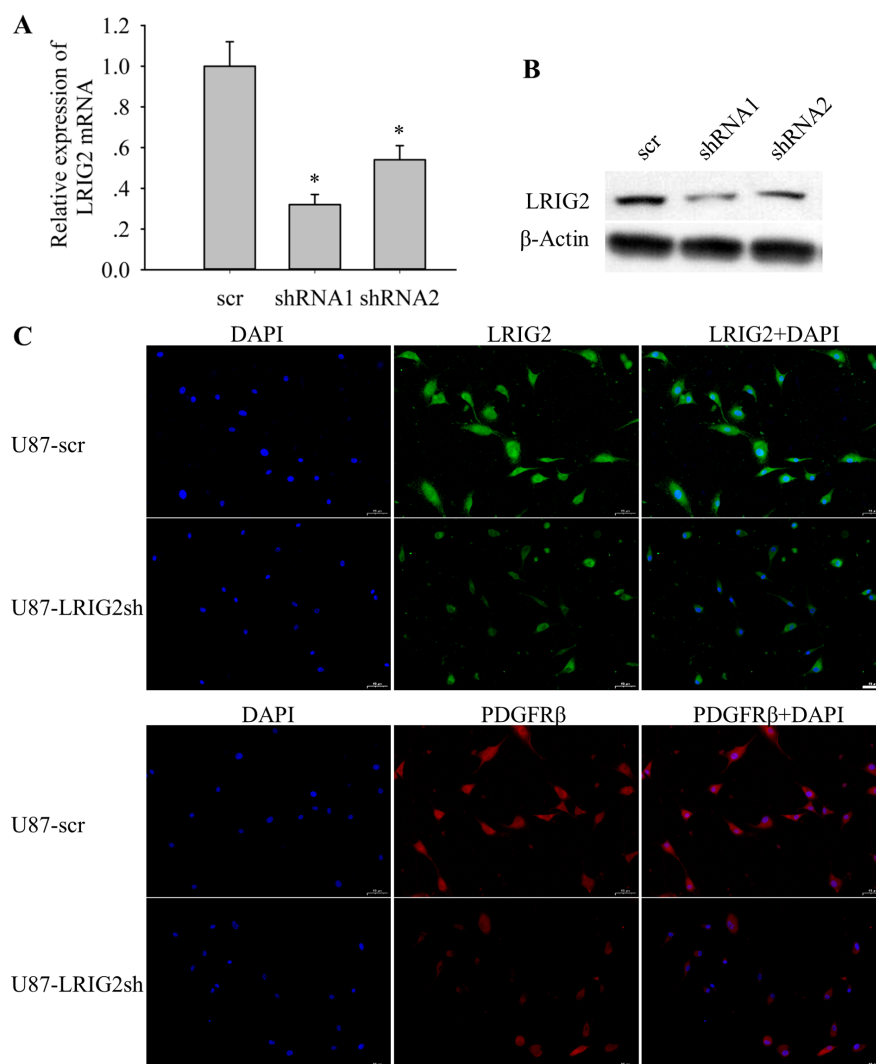 A
Relative expression of
LRIG2 mRNA
1.2
1.0
.8
.6
.4
.2
0.0
*
*
scr
shRNA1
shRNA2
B
scr
shRNA1
shRNA2
LRIG2
β-Actin
C
DAPI
LRIG2
LRIG2+DAPI
U87-scr
U87-LRIG2sh
DAPI
PDGFRβ
PDGFRβ+DAPI
U87-scr
U87-LRIG2sh